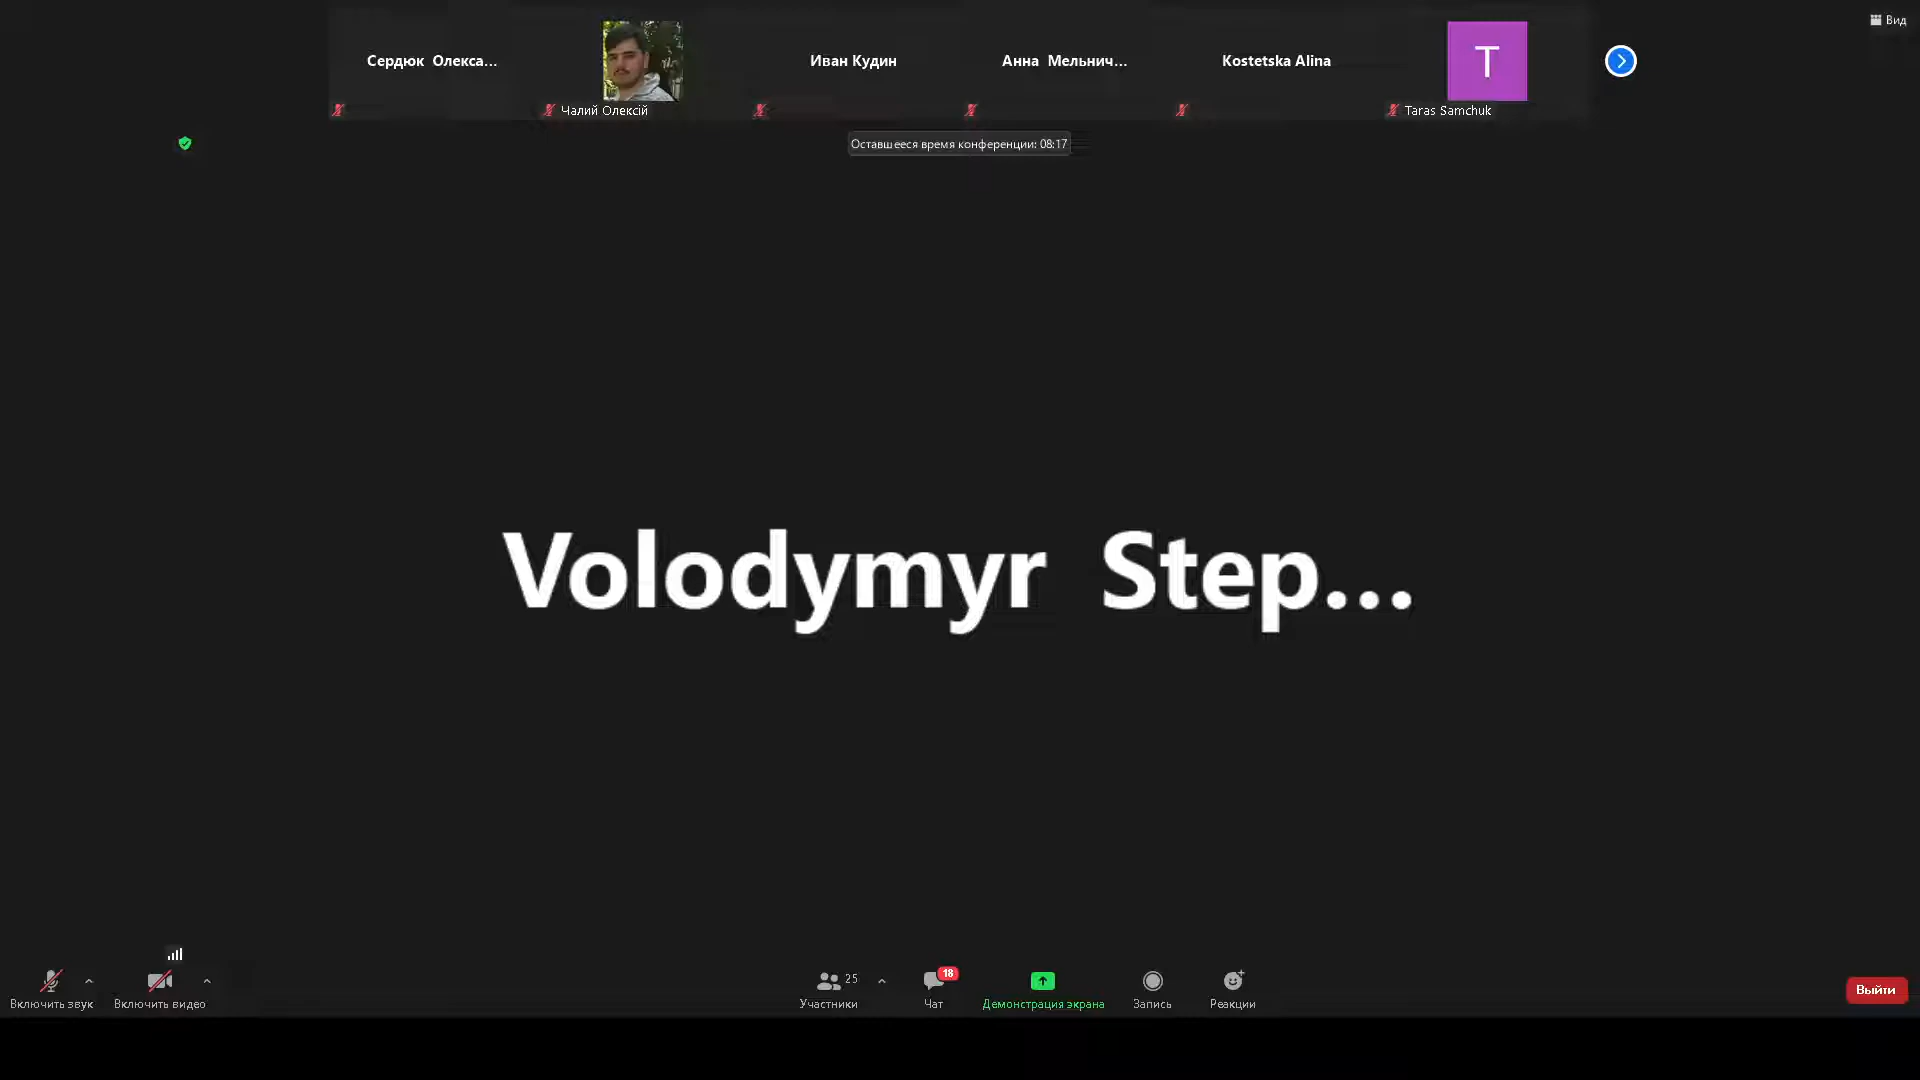 Вид
Сердюк Олекса...
Иван Кудин
Анна Мельнич...
Kostetska Alina
T
Чалий Олексій
Taras Samchuk
Оставшееся время конференции: 08:17
Volodymyr Step...
Включить звук
Включить видео
25
Участники
18
Чат
Демонстрация экрана
Запись
Реакции
Выйти